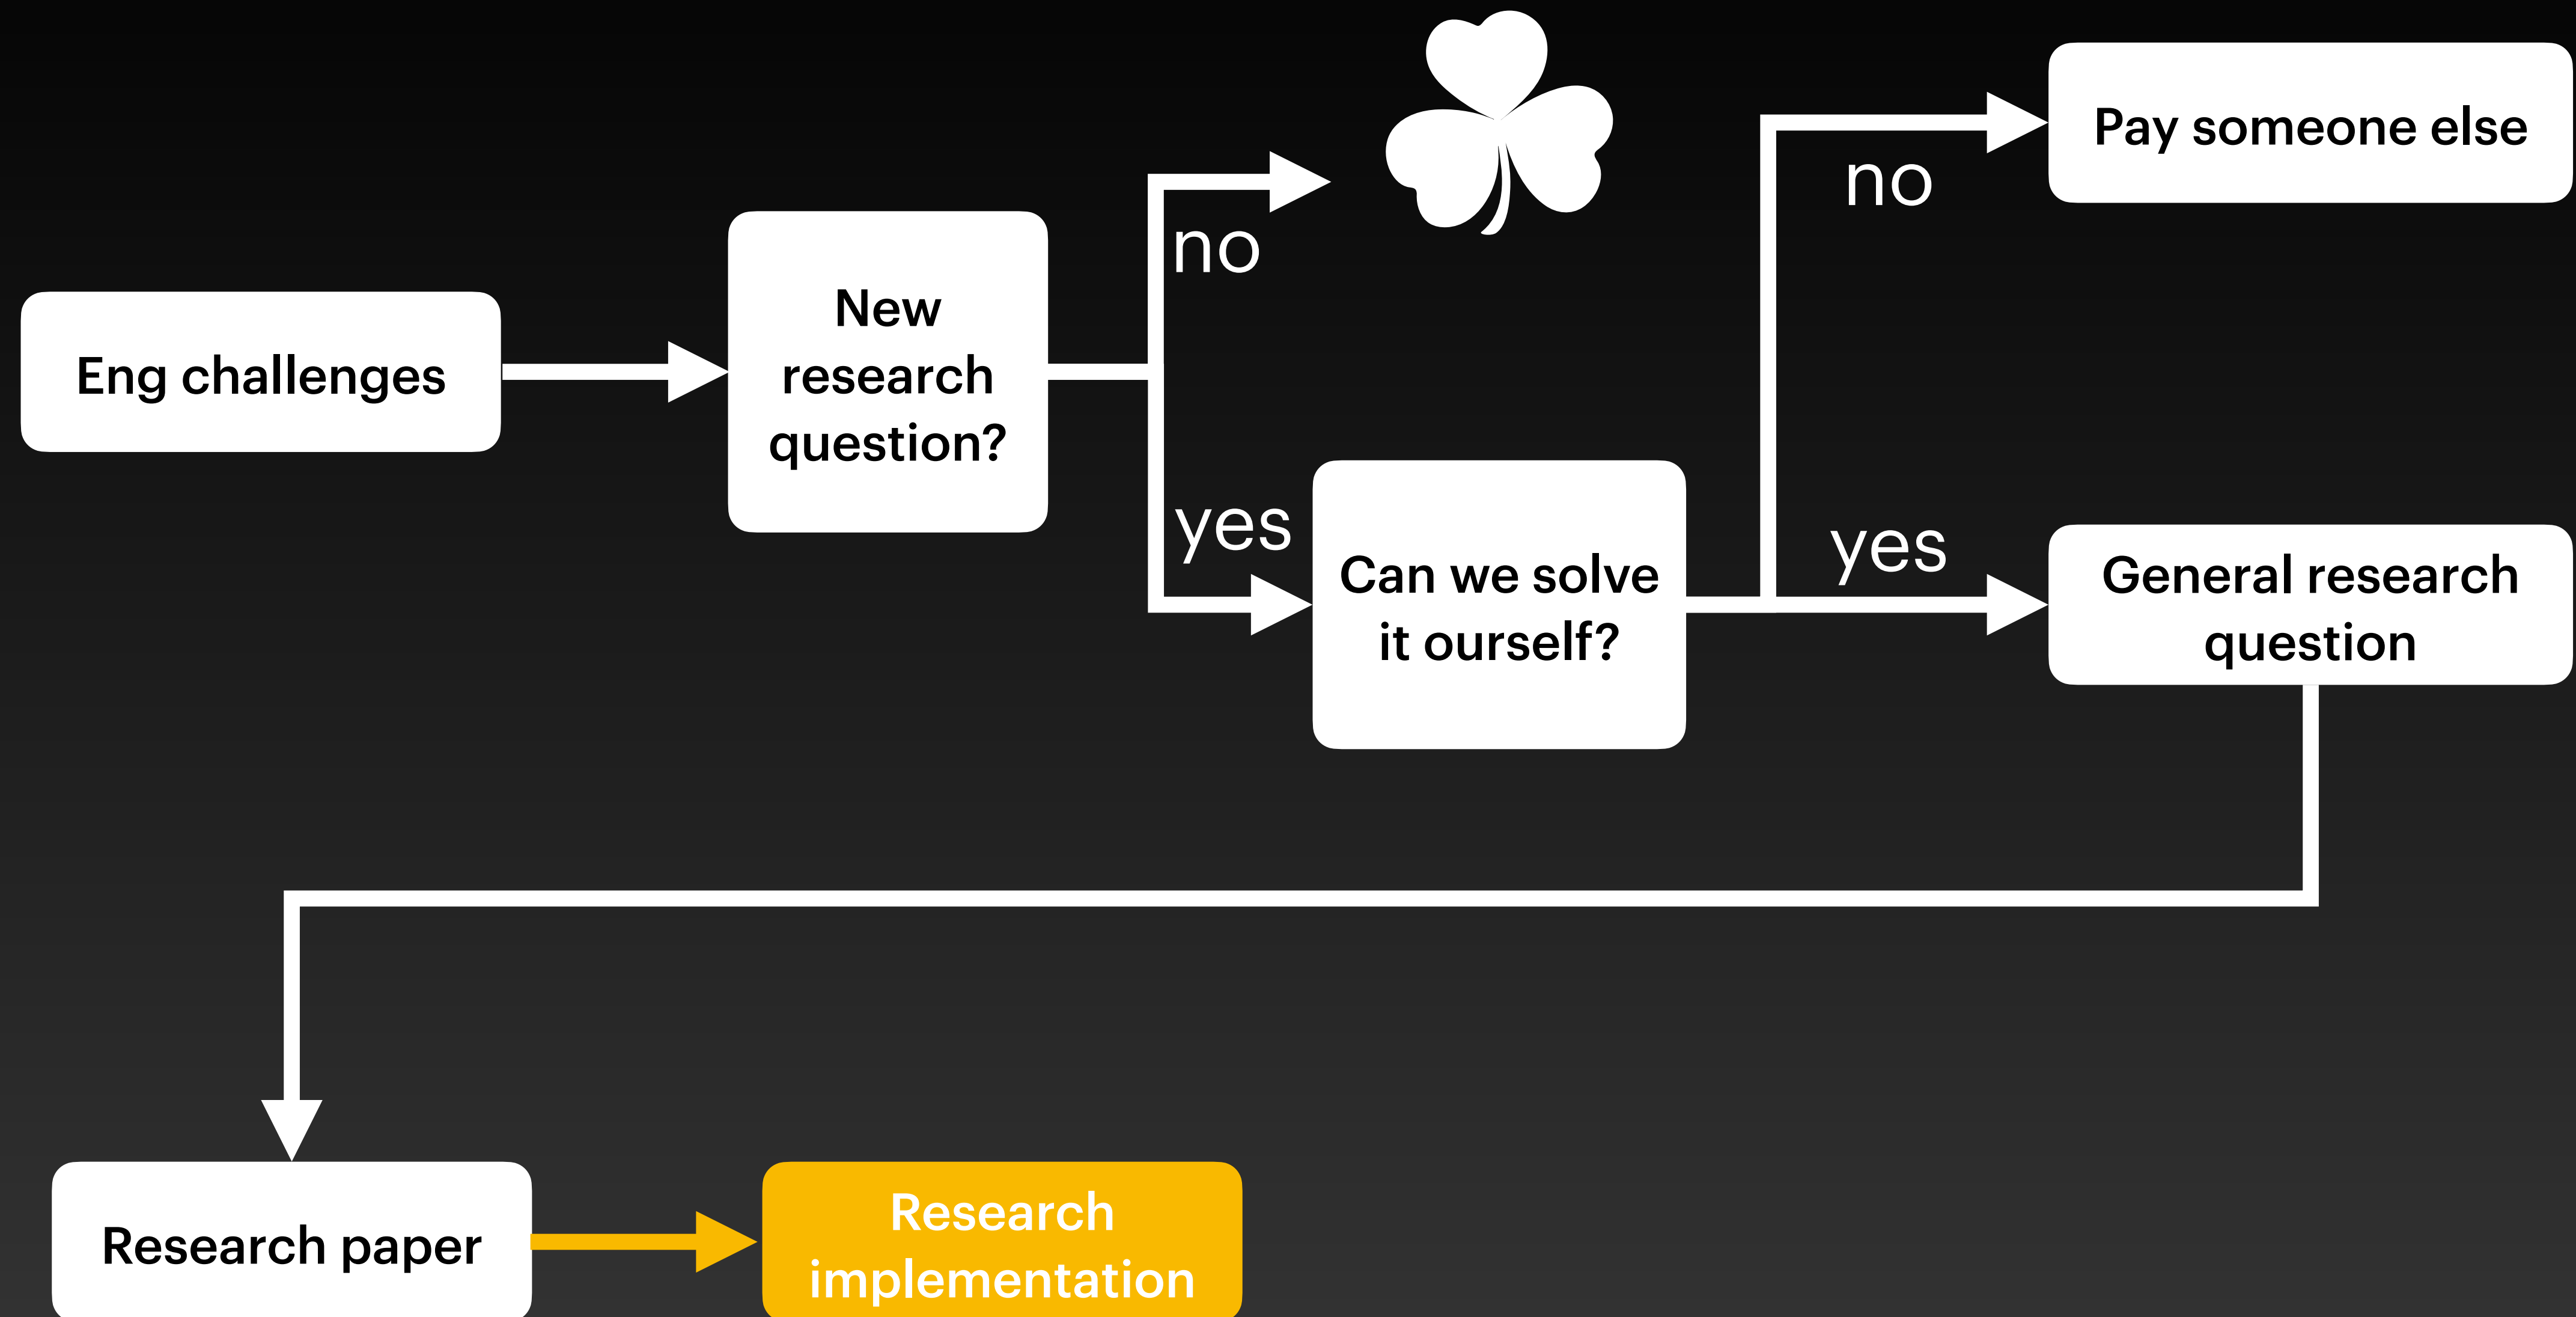 Eng challenges
New
research
question?
no
yes
Can we solve
it ourself?
no
yes
Pay someone else
General research
question
Research paper
Research
implementation